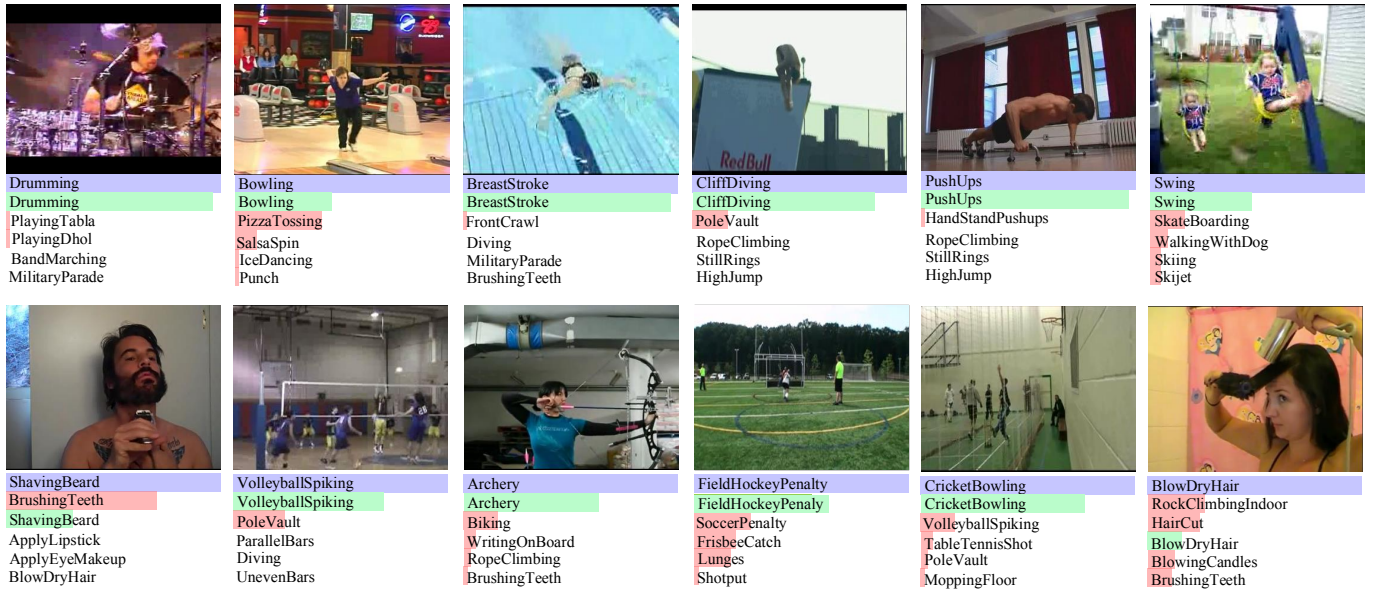 RedBull
Drumming
Drumming
PlayingTabla
PlayingDhol
BandMarching
MilitaryParade
Bowling
Bowling
PizzaTossing
SalsaSpin
IceDancing
Punch
BreastStroke
BreastStroke
FrontCrawl
Diving
MilitaryParade
BrushingTeeth
CliffDiving
CliffDiving
PoleVault
RopeClimbing
StillRings
HighJump
PushUps
PushUps
HandStandPushups
RopeClimbing
StillRings
HighJump
Swing
Swing
SkateBoarding
WalkingWithDog
Skiing
Skijet
ShavingBeard
BrushingTeeth
ShavingBeard
ApplyLipstick
ApplyEyeMakeup
BlowDryHair
VolleyballSpiking
VolleyballSpiking
PoleVault
ParallelBars
Diving
UnevenBars
Archery
Archery
Biking
WritingOnBoard
RopeClimbing
BrushingTeeth
FieldHockeyPenalty
FieldHockeyPenaly
SoccerPenalty
FrisbeeCatch
Lunges
Shotput
CricketBowling
CricketBowling
VolleyballSpiking
TableTennisShot
PoleVault
MoppingFloor
BlowDryHair
RockClimbingIndoor
HairCut
BlowDryHair
BlowingCandles
BrushingTeeth